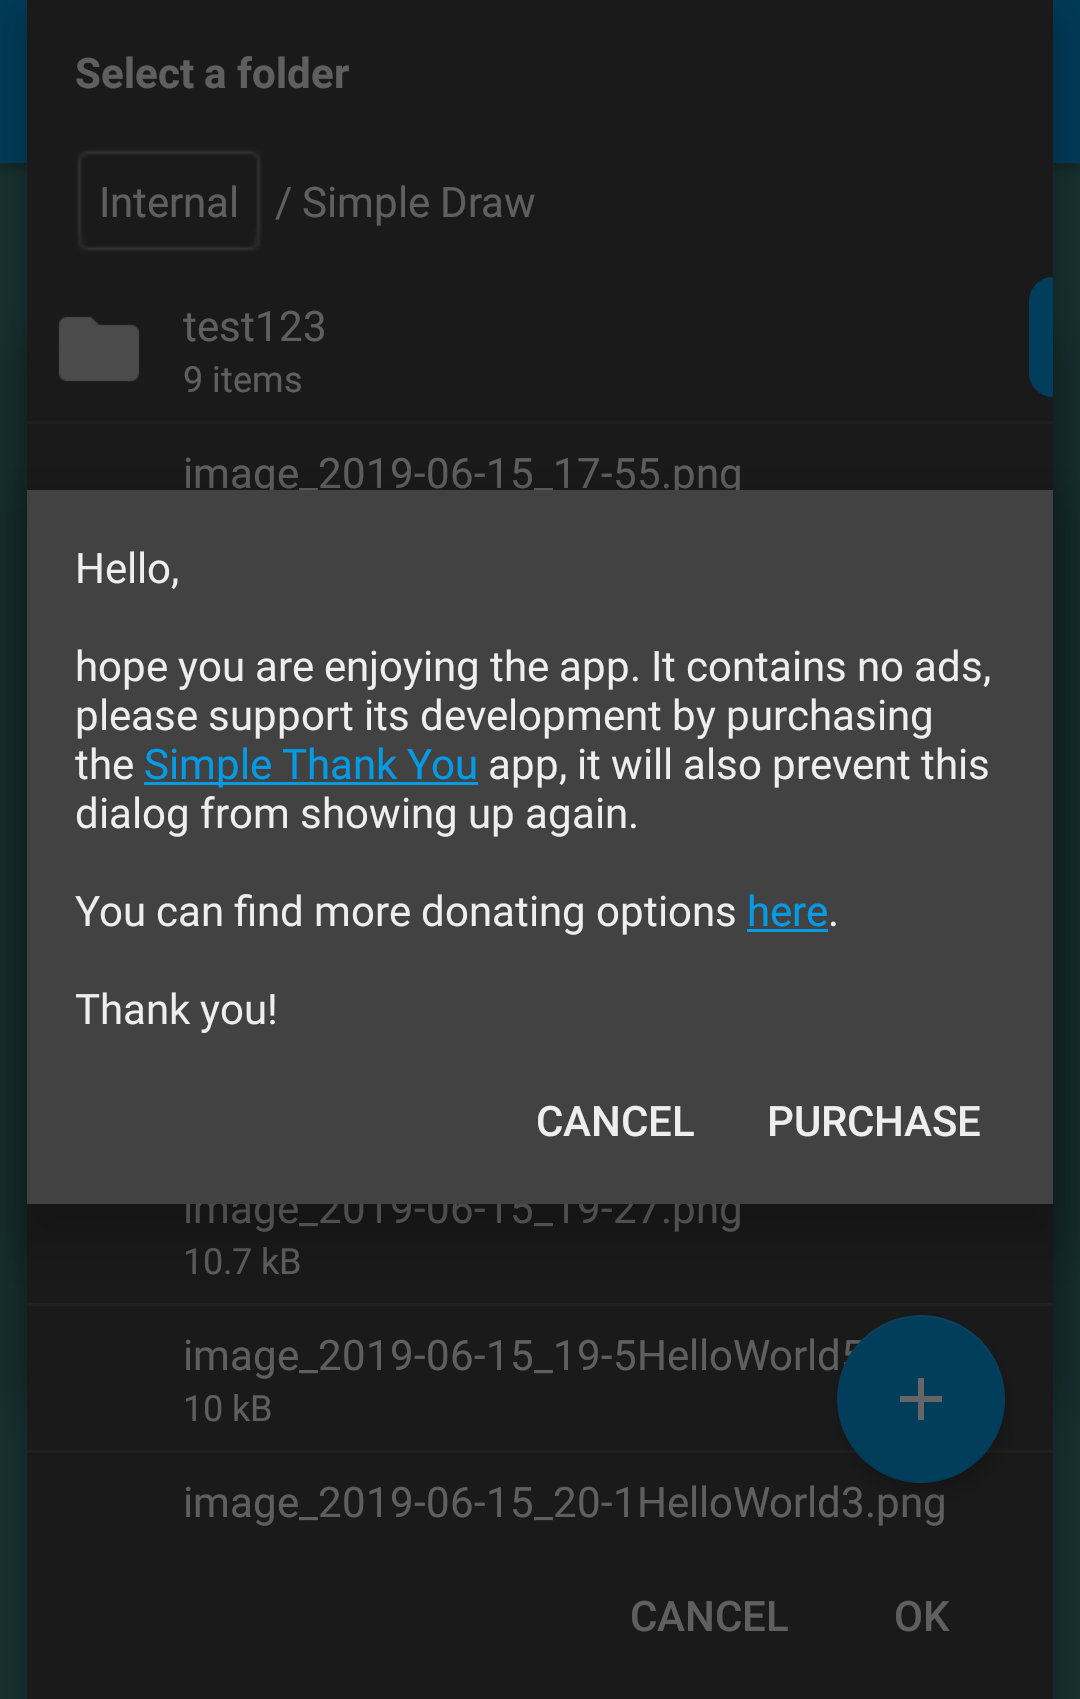 Select a folder
Internal / Simple Draw
test123
9 items
image_2019-06-15_17-55.png
Hello,
hope you are enjoying the app. It contains no ads,
please support its development by purchasing
the Simple Thank You app, it will also prevent this
dialog from showing up again.
You can find more donating options here.
Thank you!
CANCEL PURCHASE
image_2019-06-15_19-27.png
10.7 kB
image_2019-06-15_19-5HelloWorld5
10 kB
image_2019-06-15_20-1HelloWorld3.png
CANCEL OK